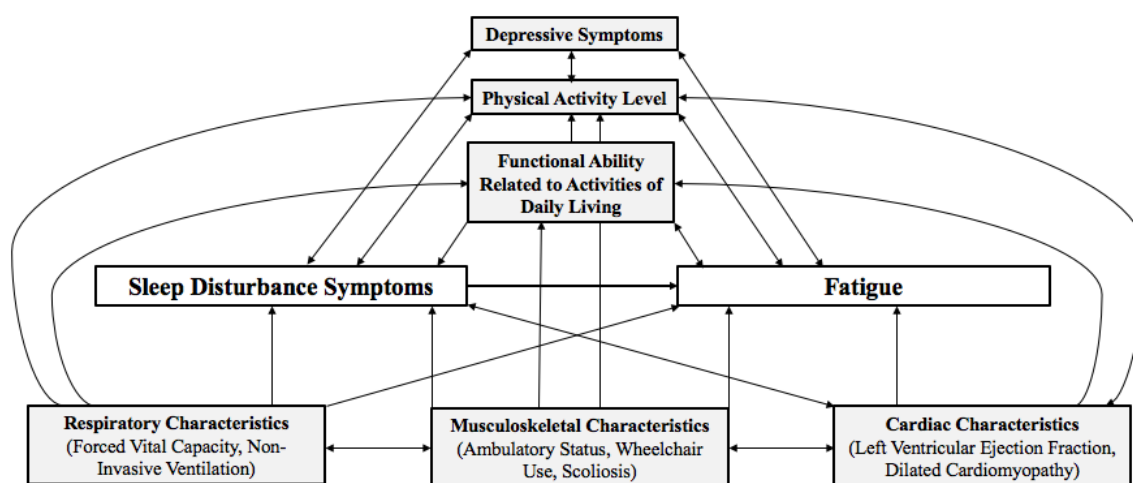 Depressive Symptoms
Physical Activity Level
Functional Ability
Related to Activities of
Daily Living
Sleep Disturbance Symptoms
Fatigue
Respiratory Characteristics
(Forced Vital Capacity, Non-
Invasive Ventilation)
Musculoskeletal Characteristics
(Ambulatory Status, Wheelchair
Use, Scoliosis)
Cardiac Characteristics
(Left Ventricular Ejection Fraction,
Dilated Cardiomyopathy)